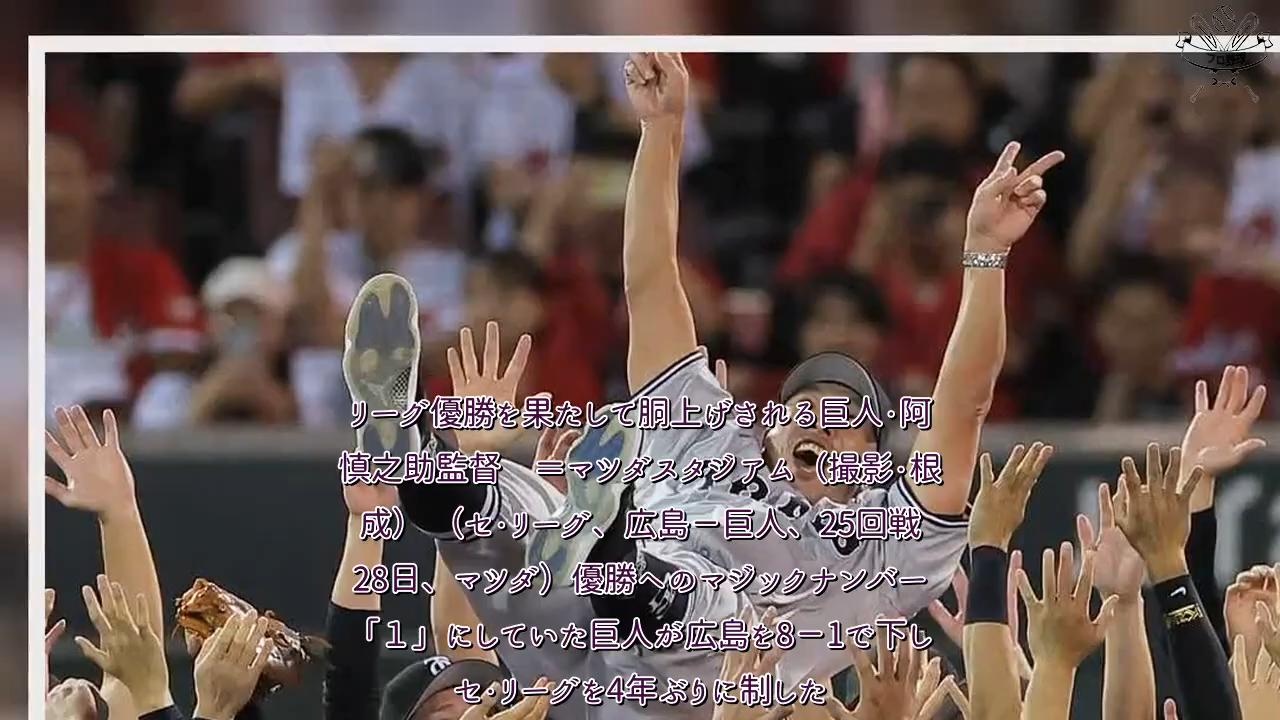 プロ野球
リーグ優勝を果たして胴上げされる巨人・阿
慎之助監督　＝マツダスタジアム（撮影・根
成）　（セ・リーグ、広島－巨人、25回戦
28日、マツダ）優勝へのマジックナンバー
「１」にしていた巨人が広島を8－1で下し
セ・リーグを4年ぶりに制した